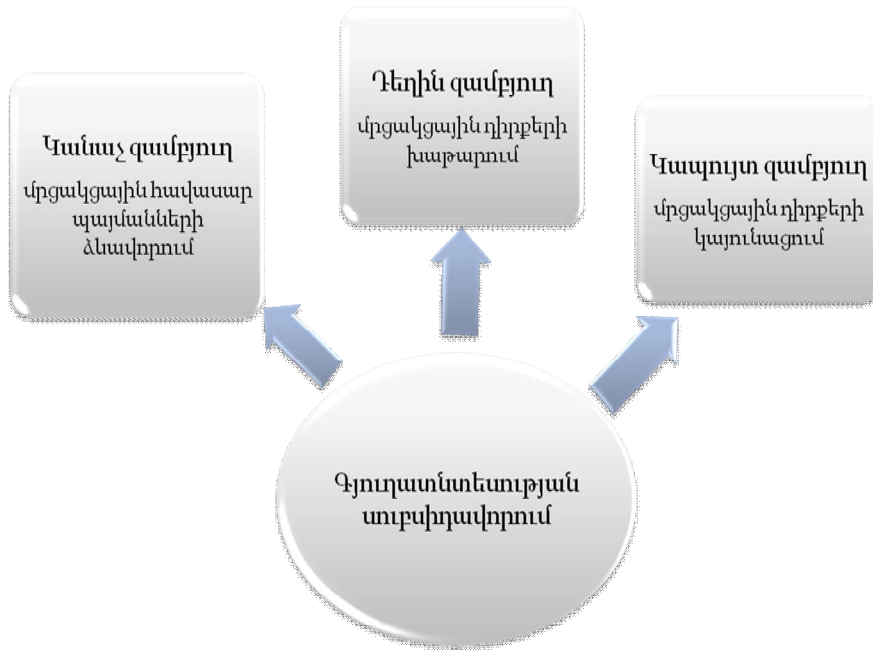 Կանաչ զամբյուղ
մրցակցային հավասար
պայմանների
ձևավորում
Դեղին զամբյուղ
մրցակցային դիրքերի
խաթարում
Կապույտ զամբյուղ
մրցակցային դիրքերի
կայունացում
Գյուղատնտեսության
սուբսիդավորում